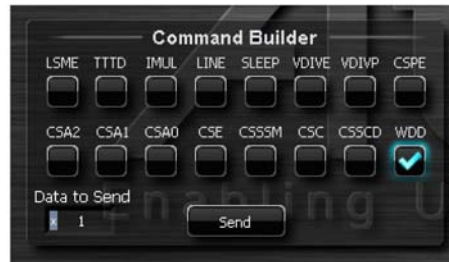 Command Builder
LSME TTTD IMUL LINE SLEEP VDIVE VDIVP CSPE
CSA2 CSA1 CSA0 CSE CSSSM CSC CSSCD WDD
Data to Send
Enabling U
x 1
Send